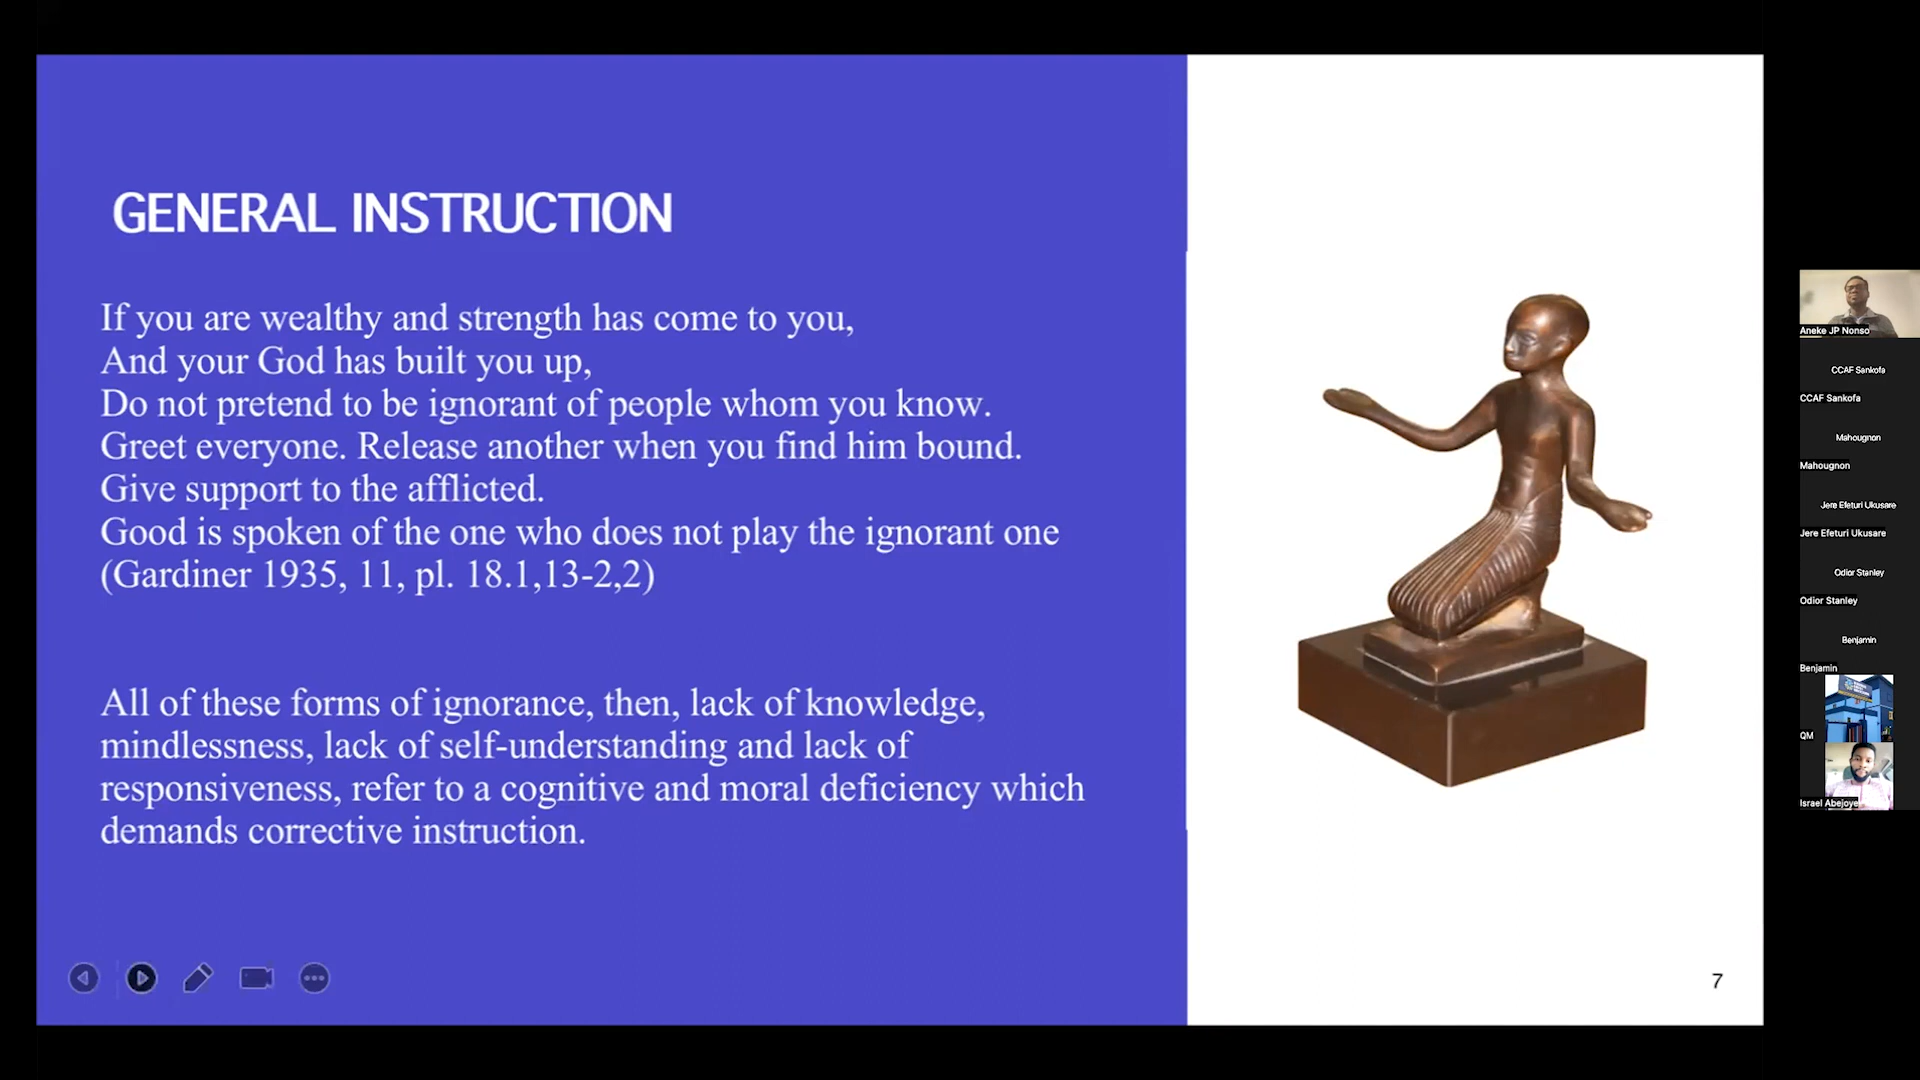 GENERAL INSTRUCTION
If you are wealthy and strength has come to you,
And your God has built you up,
Do not pretend to be ignorant of people whom you know.
Greet everyone. Release another when you find him bound.
Give support to the afflicted.
Good is spoken of the one who does not play the ignorant one
(Gardiner 1935, 11, pl. 18.1,13-2,2)
All of these forms of ignorance, then, lack of knowledge,
mindlessness, lack of self-understanding and lack of
responsiveness, refer to a cognitive and moral deficiency which
demands corrective instruction.
7
Aneke JP Nonso
CCAF Sankofa
CCAF Sankofa
Mahougnon
Mahougnon
Jere Efeturi Ukusare
Jere Efeturi Ukusare
Odior Stanley
Odior Stanley
Benjamin
Benjamin
QM
Israel Abejoye